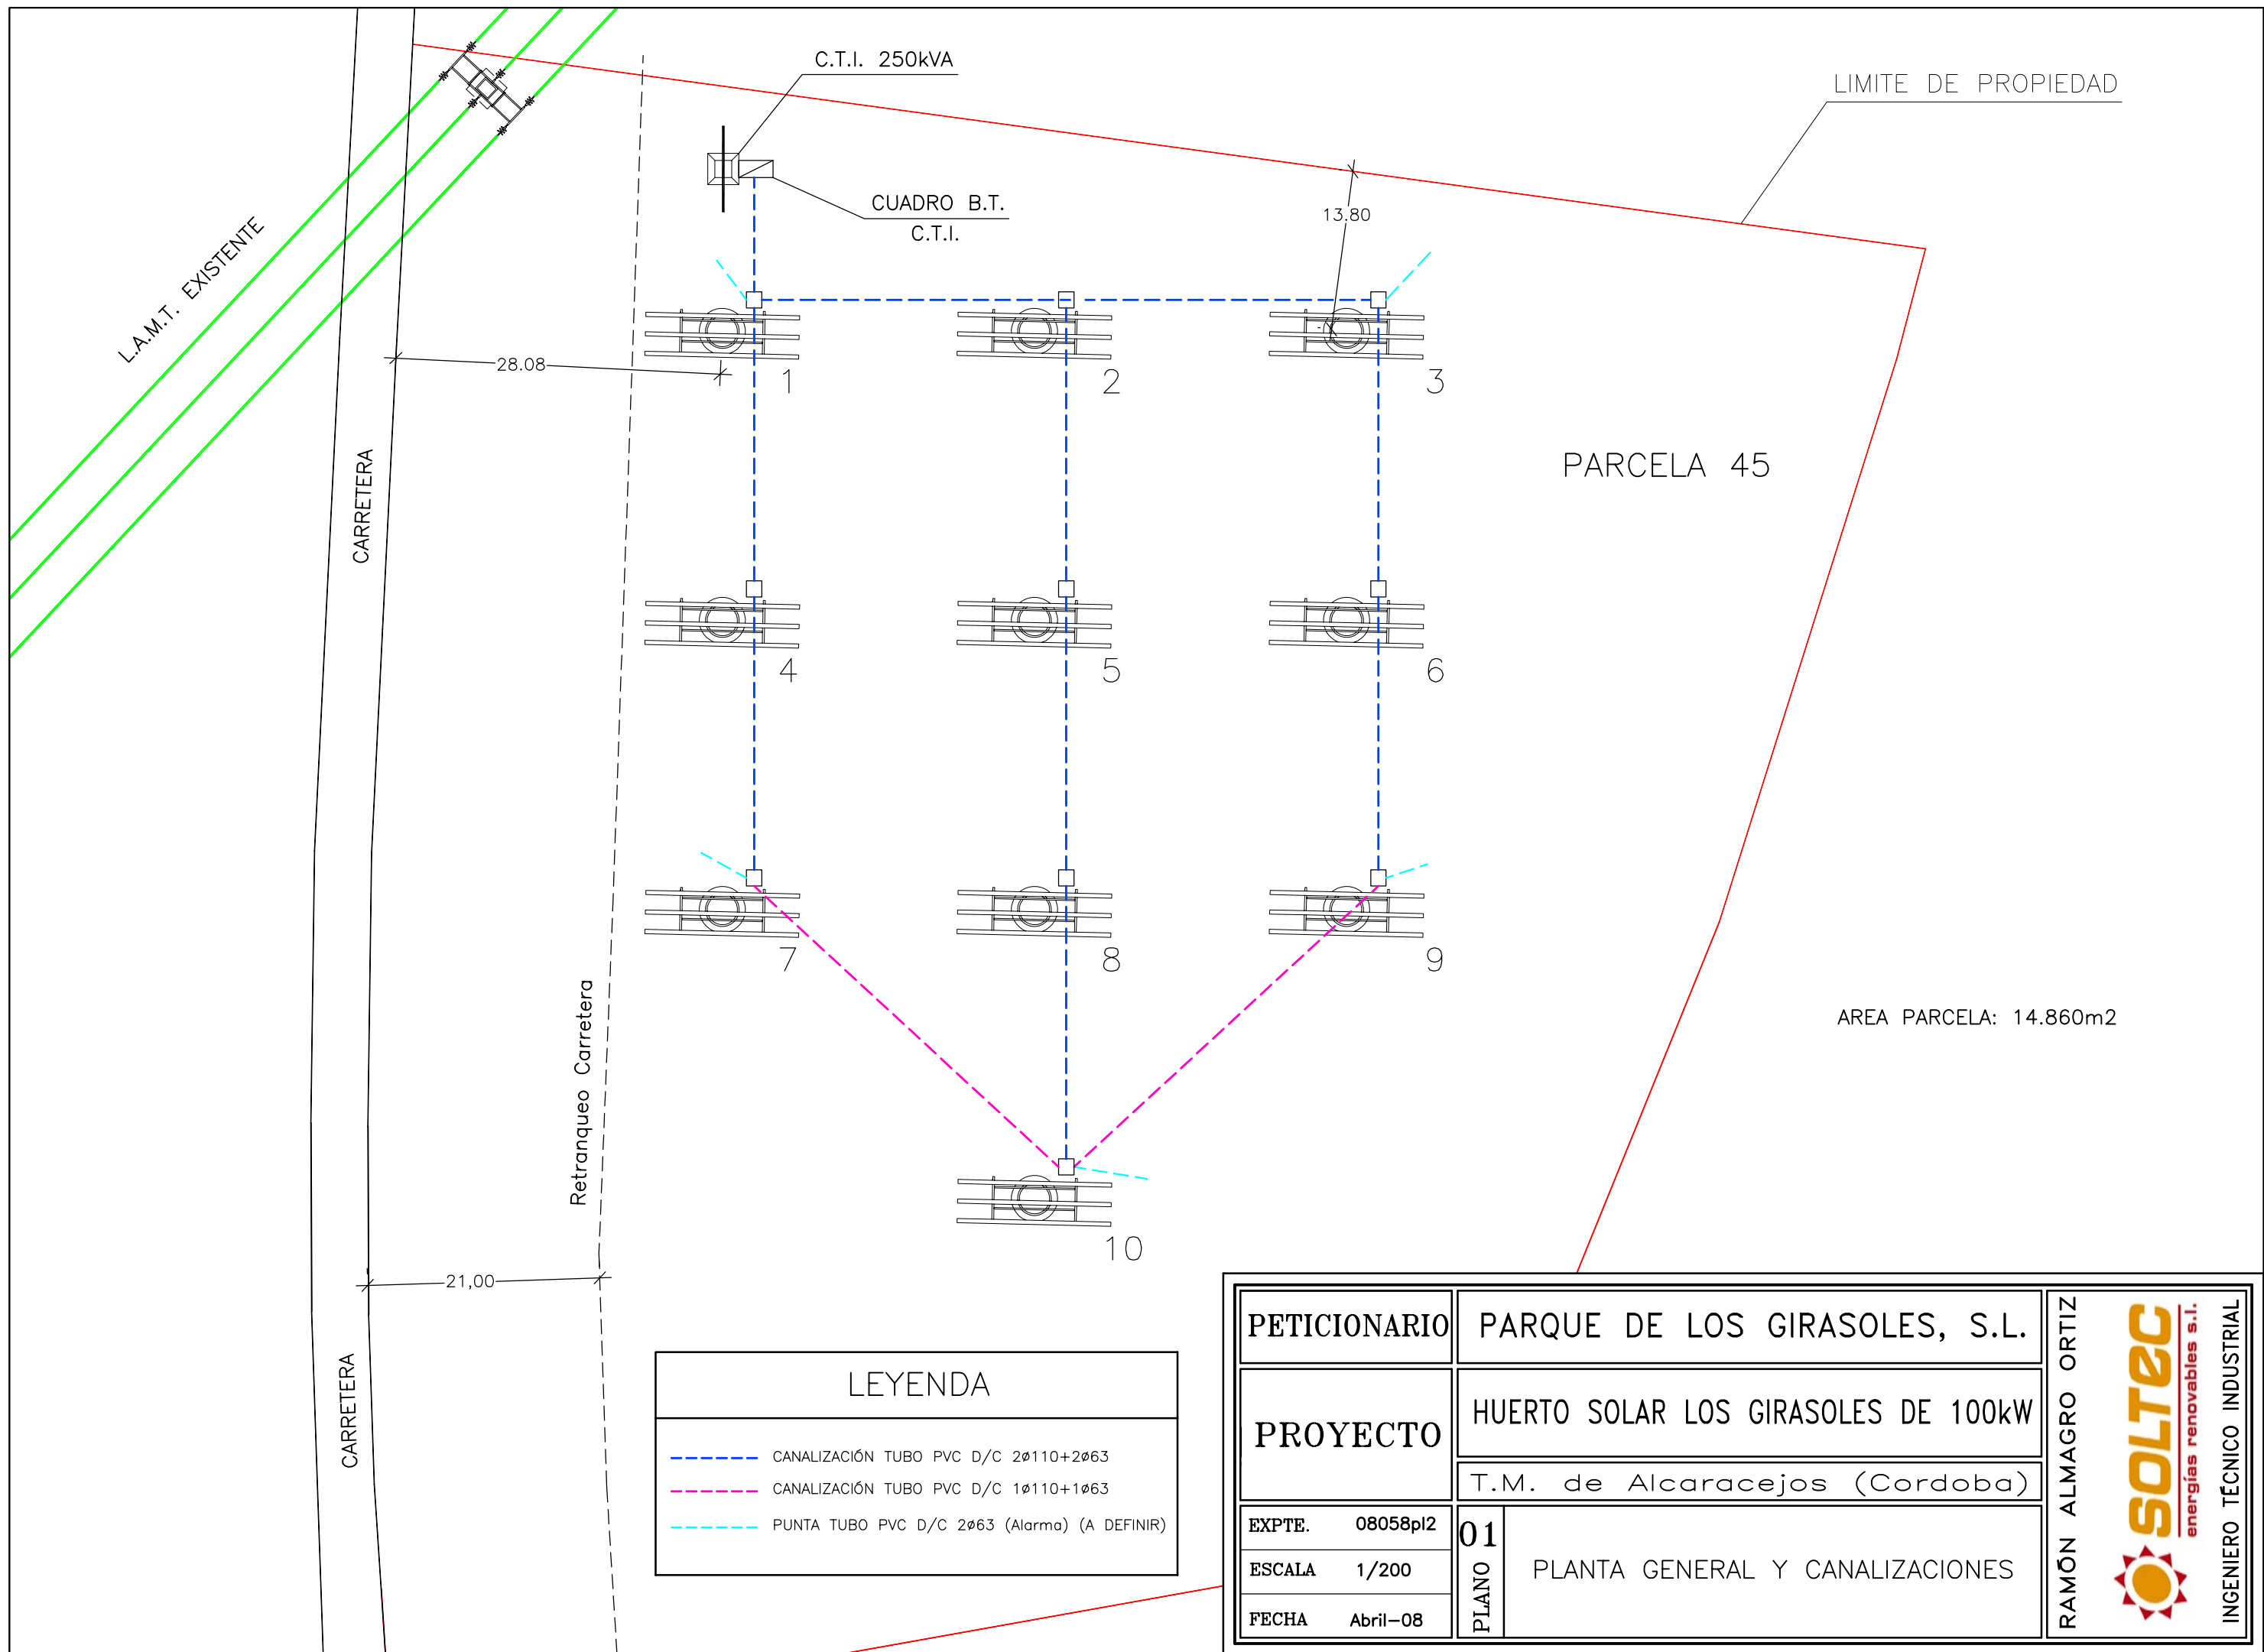 C.T.I. 250kVA
LIMITE DE PROPIEDAD
CUADRO B.T.
C.T.I.
13.80
L.A.M.T. EXISTENTE
28.08
1
2
3
CARRETERA
PARCELA 45
4
5
6
7
8
9
Retranqueo Carretera
AREA PARCELA: 14.860m2
10
21,00
CARRETERA
LEYENDA
CANALIZACIÓN TUBO PVC D/C 2ø110+2ø63
CANALIZACIÓN TUBO PVC D/C 1ø110+1ø63
PUNTA TUBO PVC D/C 2ø63 (Alarma) (A DEFINIR)
PETICIONARIO
PARQUE DE LOS GIRASOLES, S.L.
PROYECTO
HUERTO SOLAR LOS GIRASOLES DE 100kW
T.M. de Alcaracejos (Cordoba)
EXPTE. 08058pl2
ESCALA 1/200
FECHA Abril-08
01
PLANO
PLANTA GENERAL Y CANALIZACIONES
RAMÓN ALMAGRO ORTIZ
SOLTEC
energías renovables s.l.
INGENIERO TÉCNICO INDUSTRIAL